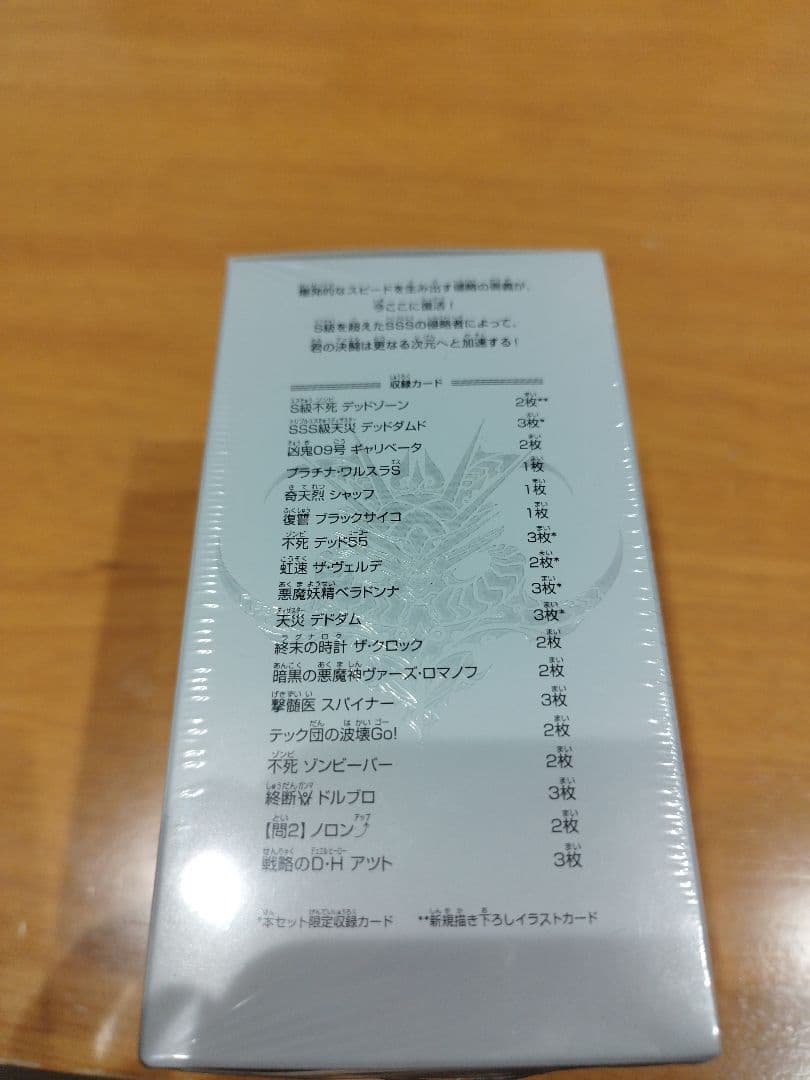 爆発的なスピードを生み出す侵略の奥義が、
今ここに復活！
S級を超えたSSSの侵略者によって、
君の決闘は更なる次元へと加速する！
収録カード
S級不死 デッドゾーン 2枚**
SSS級天災 デッドダムド 3枚*
凶鬼09号 ギャリベータ 2枚
プラチナ・ワルスラS 1枚
奇天烈 シャッフ 1枚
復讐 ブラックサイコ 1枚
不死 デッド55 3枚*
虹速 ザ・ヴェルデ 2枚*
悪魔妖精ベラドンナ 3枚*
天災 デドダム 3枚*
終末の時計 ザ・クロック 2枚
暗黒の悪魔神ヴァーズ・ロマノフ 2枚
撃髄医 スパイナー 3枚
テック団の波壊Go! 2枚
不死 ゾンビーバー 2枚
終断γ ドルブロ 3枚
【問2】ノロン⤴ 2枚
戦略のD・H アツト 3枚
*本セット限定収録カード **新規描き下ろしイラストカード